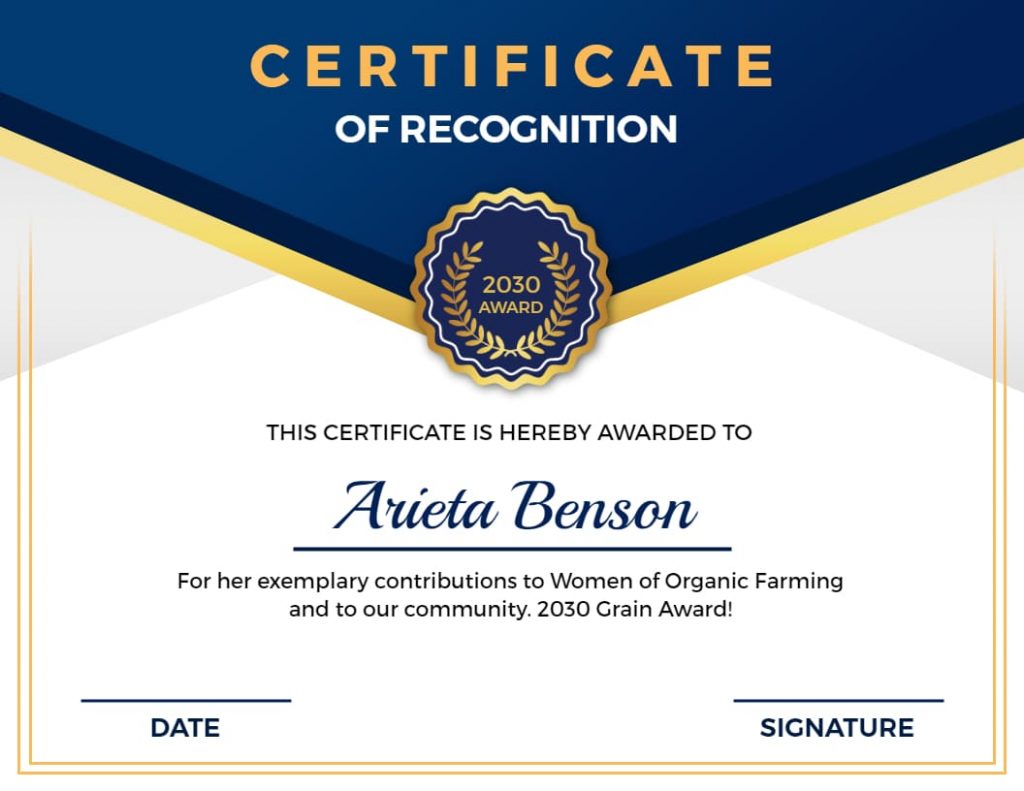 CERTIFICATE
OF RECOGNITION
2030
AWARD
THIS CERTIFICATE IS HEREBY AWARDED TO
Arieta Benson
For her exemplary contributions to Women of Organic Farming
and to our community. 2030 Grain Award!
DATE
SIGNATURE